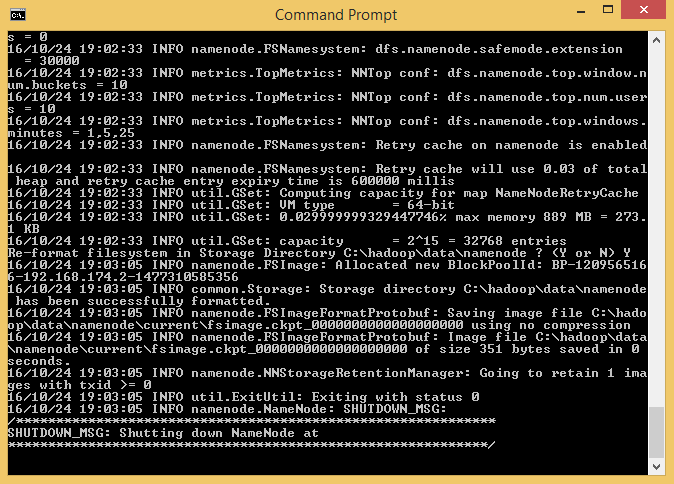 Command Prompt
s = 0
16/10/24 19:02:33 INFO namenode.FSNamesystem: dfs.namenode.safemode.extension
  = 30000
16/10/24 19:02:33 INFO metrics.TopMetrics: NNTop conf: dfs.namenode.top.window.n
um.buckets = 10
16/10/24 19:02:33 INFO metrics.TopMetrics: NNTop conf: dfs.namenode.top.num.user
s = 10
16/10/24 19:02:33 INFO metrics.TopMetrics: NNTop conf: dfs.namenode.top.windows.
minutes = 1,5,25
16/10/24 19:02:33 INFO namenode.FSNamesystem: Retry cache on namenode is enabled
16/10/24 19:02:33 INFO namenode.FSNamesystem: Retry cache will use 0.03 of total
 heap and retry cache entry expiry time is 600000 millis
16/10/24 19:02:33 INFO util.GSet: Computing capacity for map NameNodeRetryCache
16/10/24 19:02:33 INFO util.GSet: VM type       = 64-bit
16/10/24 19:02:33 INFO util.GSet: 0.029999999329447746% max memory 889 MB = 273.
1 KB
16/10/24 19:02:33 INFO util.GSet: capacity      = 2^15 = 32768 entries
Re-format filesystem in Storage Directory C:\hadoop\data\namenode ? (Y or N) Y
16/10/24 19:03:05 INFO namenode.FSImage: Allocated new BlockPoolId: BP-120956516
6-192.168.174.2-1477310585356
16/10/24 19:03:05 INFO common.Storage: Storage directory C:\hadoop\data\namenode
 has been successfully formatted.
16/10/24 19:03:05 INFO namenode.FSImageFormatProtobuf: Saving image file C:\hado
op\data\namenode\current\fsimage.ckpt_0000000000000000000 using no compression
16/10/24 19:03:05 INFO namenode.FSImageFormatProtobuf: Image file C:\hadoop\data
\namenode\current\fsimage.ckpt_0000000000000000000 of size 351 bytes saved in 0
seconds.
16/10/24 19:03:05 INFO namenode.NNStorageRetentionManager: Going to retain 1 ima
ges with txid >= 0
16/10/24 19:03:05 INFO util.ExitUtil: Exiting with status 0
16/10/24 19:03:05 INFO namenode.NameNode: SHUTDOWN_MSG:
/************************************************************
SHUTDOWN_MSG: Shutting down NameNode at
************************************************************/